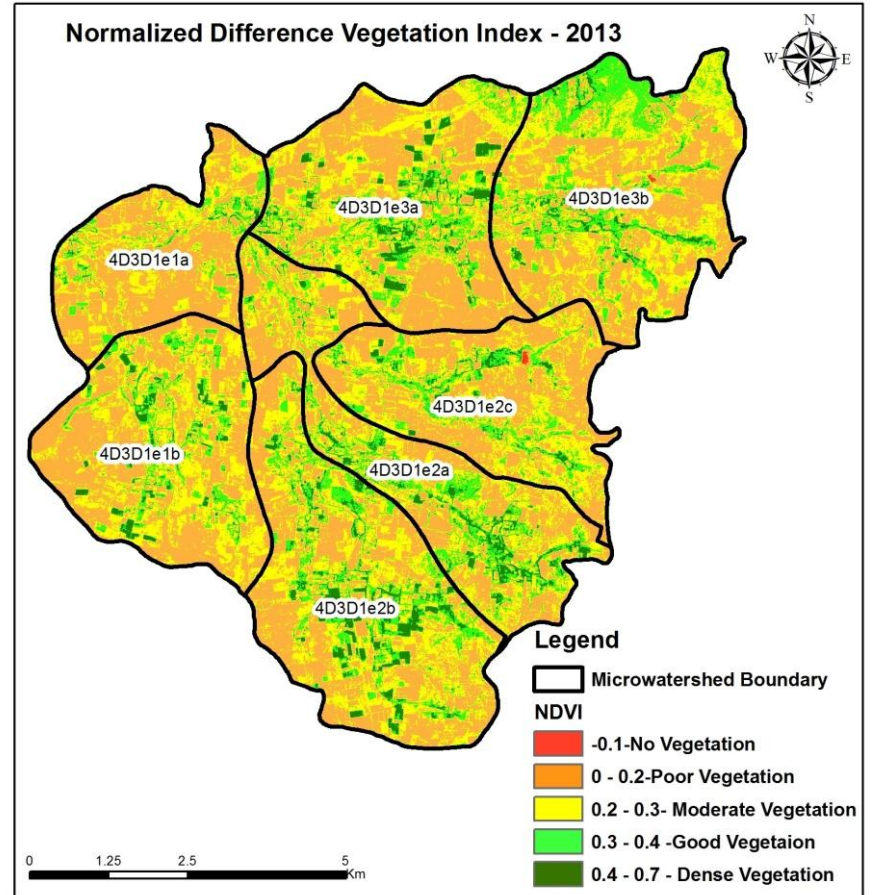 Normalized Difference Vegetation Index - 2013
N
W E
S
4D3D1e3a
4D3D1e3b
4D3D1e1a
4D3D1e2c
4D3D1e1b
4D3D1e2a
4D3D1e2b
Legend
Microwatershed Boundary
NDVI
-0.1-No Vegetation
0 - 0.2-Poor Vegetation
0.2 - 0.3- Moderate Vegetation
0.3 - 0.4 -Good Vegetaion
0.4 - 0.7 - Dense Vegetation
0 1.25 2.5 5
Km